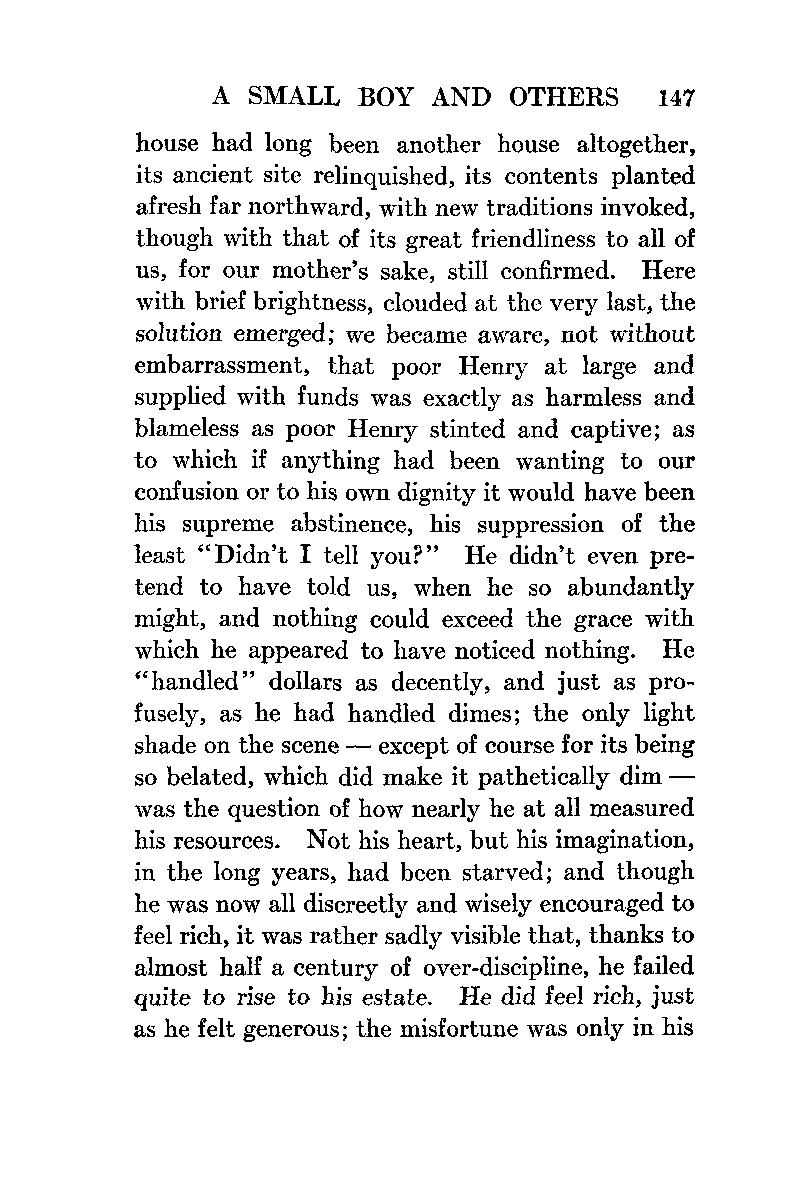 A SMALL BOY AND OTHERS 147
house had long been another house altogether,
its ancient site relinquished, its contents planted
afresh far northward, with new traditions invoked,
though with that of its great friendliness to all of
us, for our mother's sake, still confirmed. Here
with brief brightness, clouded at the very last, the
solution emerged; we became aware, not without
embarrassment, that poor Henry at large and
supplied with funds was exactly as harmless and
blameless as poor Henry stinted and captive; as
to which if anything had been wanting to our
confusion or to his own dignity it would have been
his supreme abstinence, his suppression of the
least "Didn't I tell you?" He didn't even pre-
tend to have told us, when he so abundantly
might, and nothing could exceed the grace with
which he appeared to have noticed nothing. He
"handled" dollars as decently, and just as pro-
fusely, as he had handled dimes; the only light
shade on the scene — except of course for its being
so belated, which did make it pathetically dim —
was the question of how nearly he at all measured
his resources. Not his heart, but his imagination,
in the long years, had been starved; and though
he was now all discreetly and wisely encouraged to
feel rich, it was rather sadly visible that, thanks to
almost half a century of over-discipline, he failed
quite to rise to his estate. He did feel rich, just
as he felt generous; the misfortune was only in his